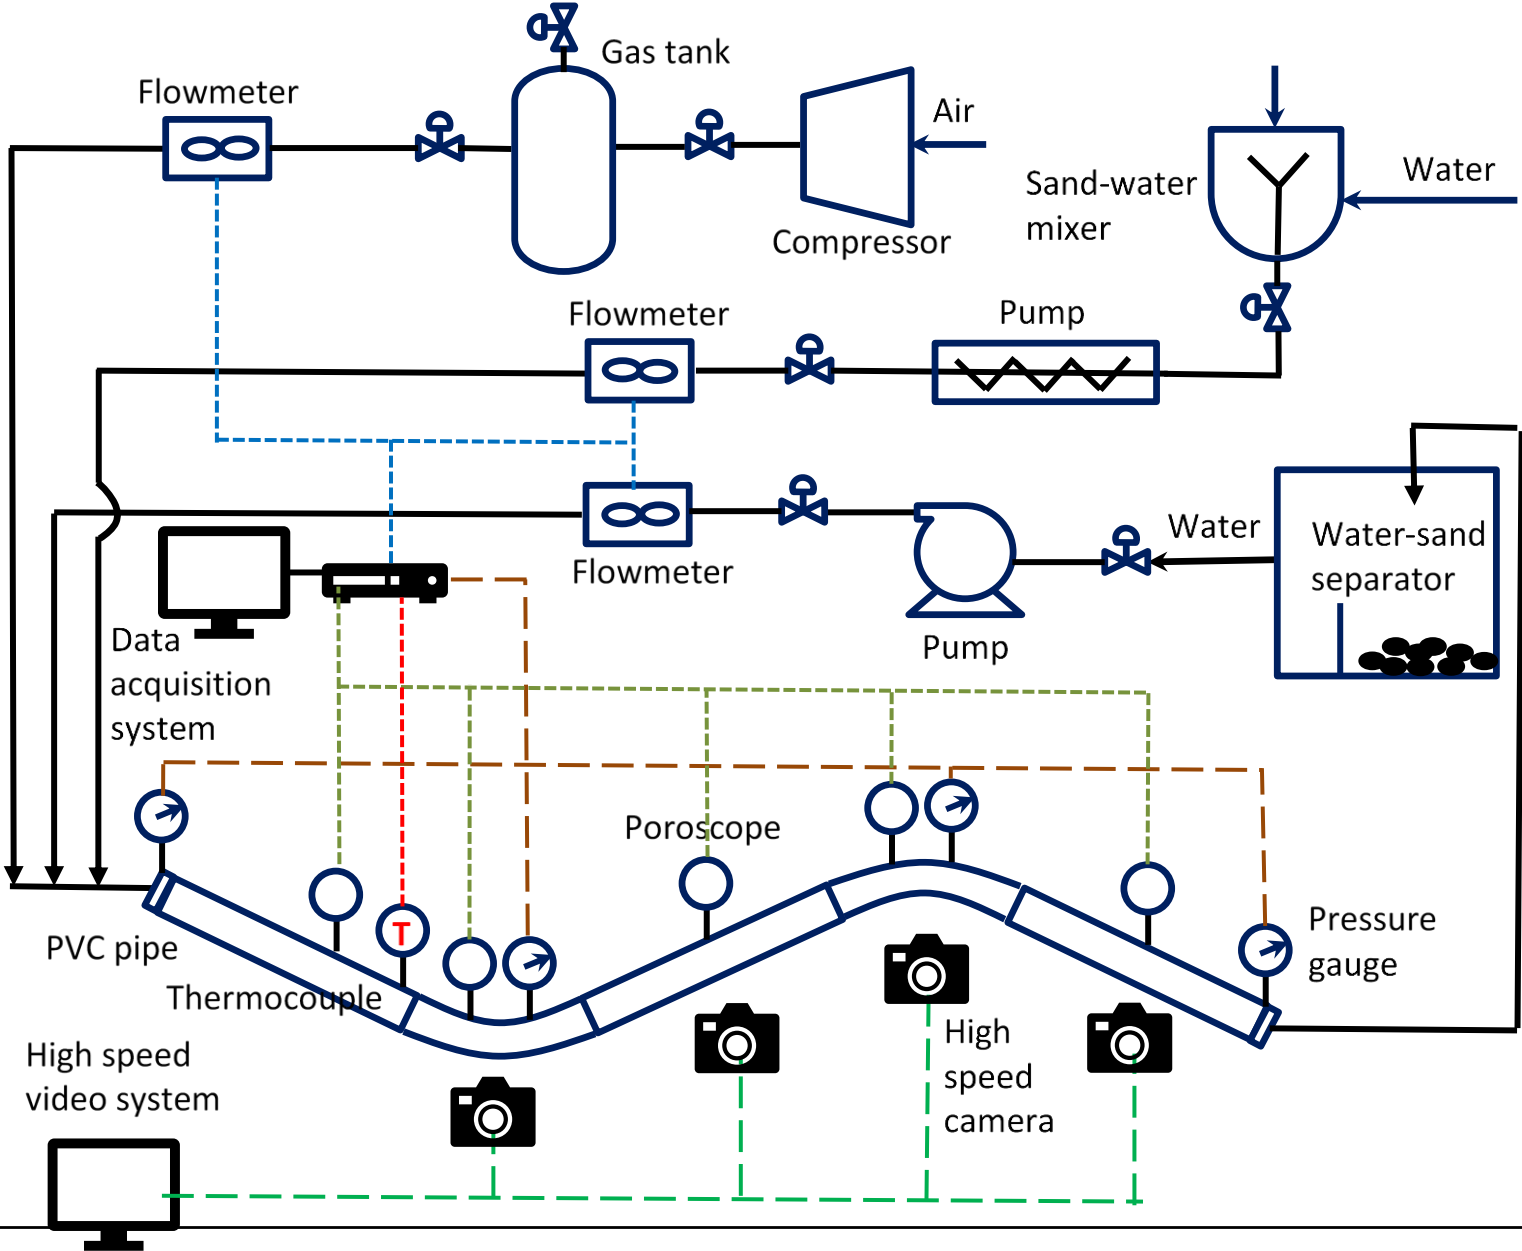 Gas tank
Flowmeter
Air
Compressor
Sand-water
mixer
Water
Flowmeter
Pump
Flowmeter
Pump
Water
Water-sand
separator
Data
acquisition
system
Poroscope
PVC pipe
T
Thermocouple
Pressure
gauge
High speed
video system
High
speed
camera